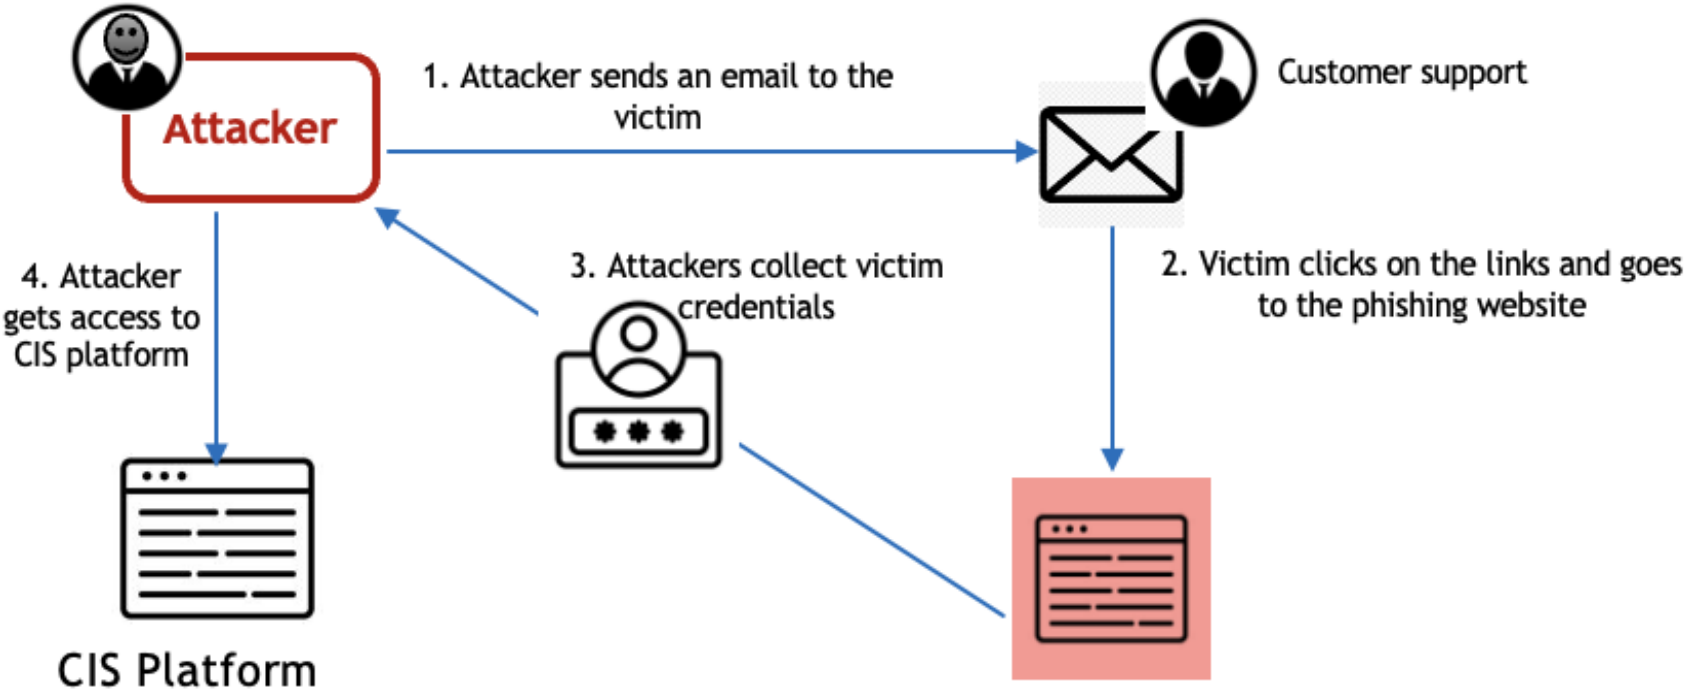 Attacker
1. Attacker sends an email to the
victim
Customer support
2. Victim clicks on the links and goes
to the phishing website
3. Attackers collect victim
credentials
4. Attacker
gets access to
CIS platform
CIS Platform